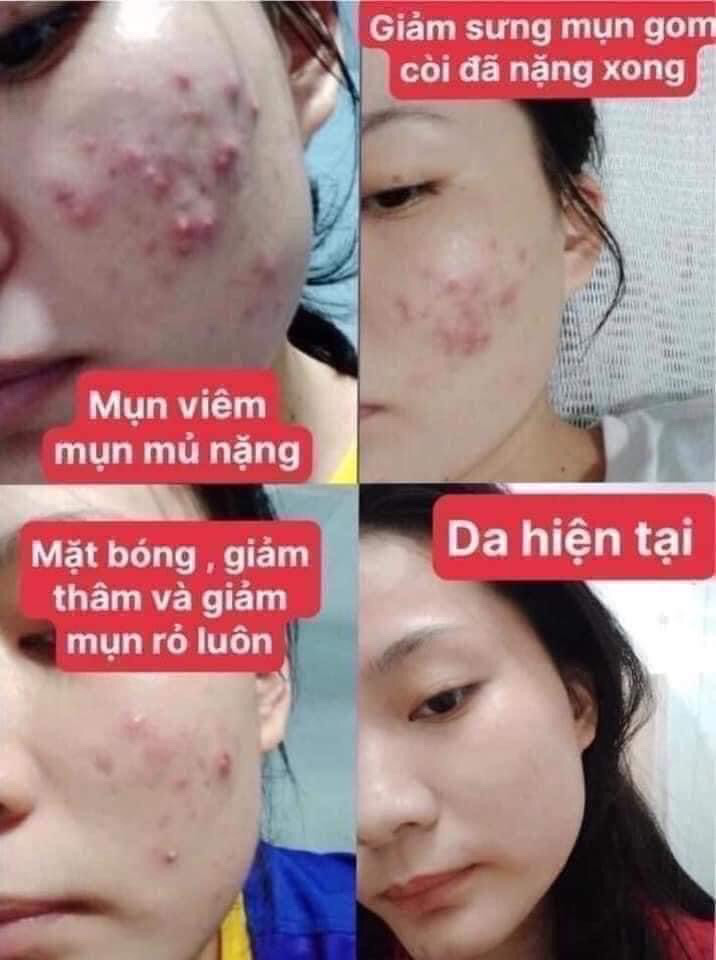 Giảm sưng mụn gom
còi đã nặng xong
Mụn viêm
mụn mủ nặng
Mặt bóng , giảm
thâm và giảm
mụn rỏ luôn
Da hiện tại